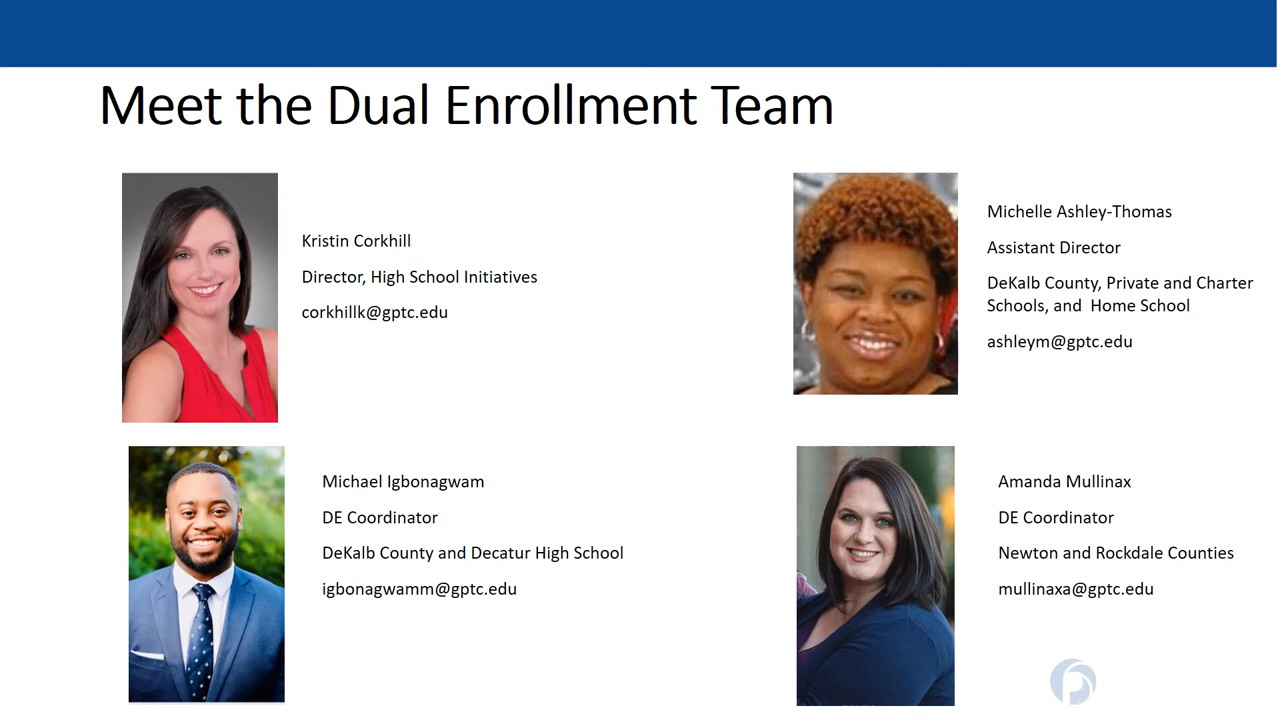 Meet the Dual Enrollment Team
Kristin Corkhill
Director, High School Initiatives
corkhillk@gptc.edu
Michelle Ashley-Thomas
Assistant Director
DeKalb County, Private and Charter
Schools, and  Home School
ashleym@gptc.edu
Michael Igbonagwam
DE Coordinator
DeKalb County and Decatur High School
igbonagwamm@gptc.edu
Amanda Mullinax
DE Coordinator
Newton and Rockdale Counties
mullinaxa@gptc.edu